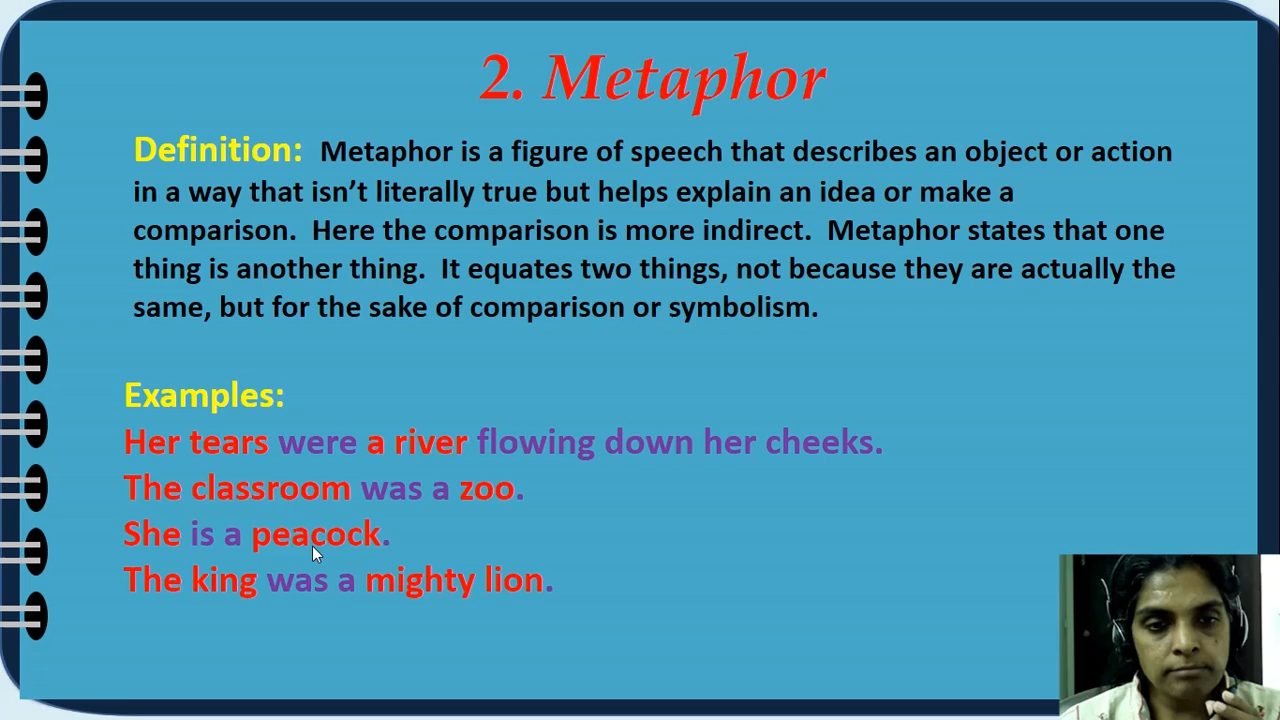 2. Metaphor
Definition: Metaphor is a figure of speech that describes an object or action
in a way that isn’t literally true but helps explain an idea or make a
comparison. Here the comparison is more indirect. Metaphor states that one
thing is another thing. It equates two things, not because they are actually the
same, but for the sake of comparison or symbolism.
Examples:
Her tears were a river flowing down her cheeks.
The classroom was a zoo.
She is a peacock.
The king was a mighty lion.